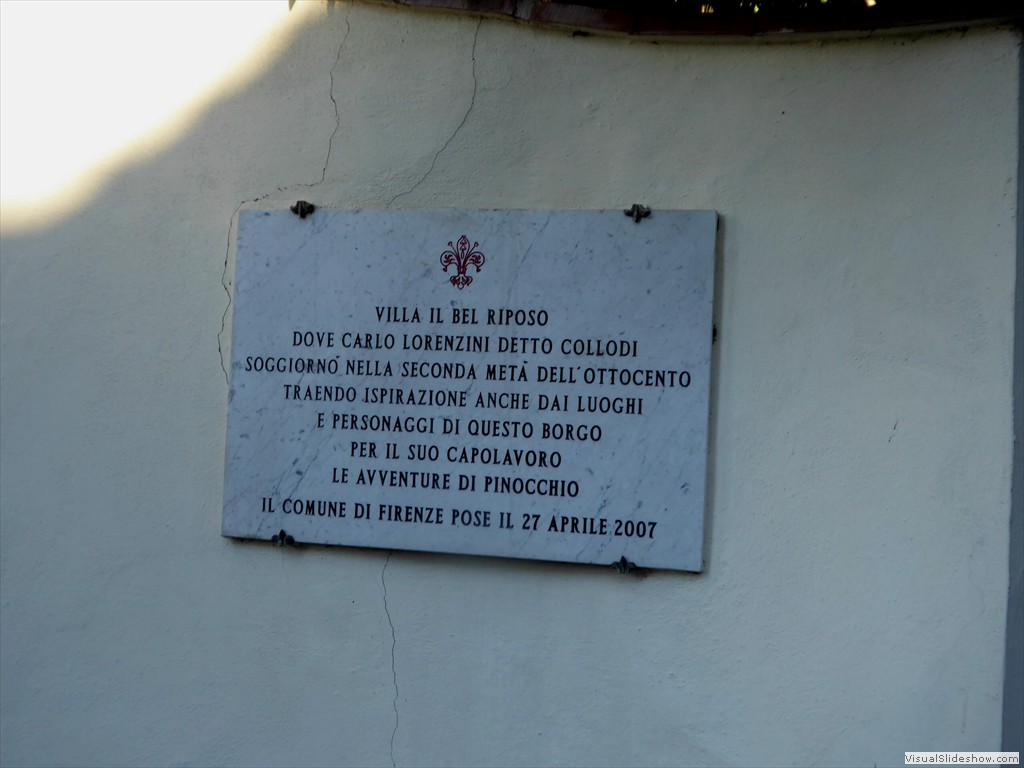 VILLA IL BEL RIPOSO
DOVE CARLO LORENZINI DETTO COLLODI
SOGGIORNÒ NELLA SECONDA METÀ DELL'OTTOCENTO
TRAENDO ISPIRAZIONE ANCHE DAI LUOGHI
E PERSONAGGI DI QUESTO BORGO
PER IL SUO CAPOLAVORO
LE AVVENTURE DI PINOCCHIO
IL COMUNE DI FIRENZE POSE IL 27 APRILE 2007
VisualSlideshow.com